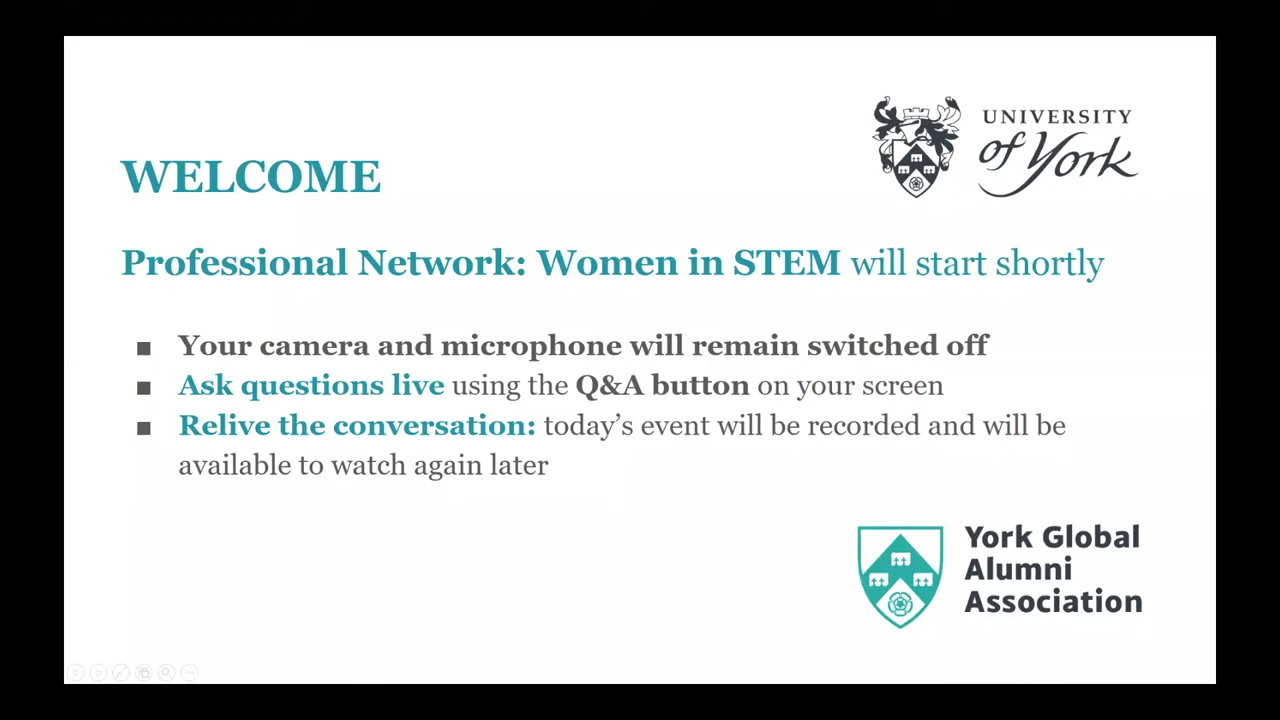 UNIVERSITY
of York
WELCOME
Professional Network: Women in STEM will start shortly
■ Your camera and microphone will remain switched off
■ Ask questions live using the Q&A button on your screen
■ Relive the conversation: today’s event will be recorded and will be
available to watch again later
York Global
Alumni
Association